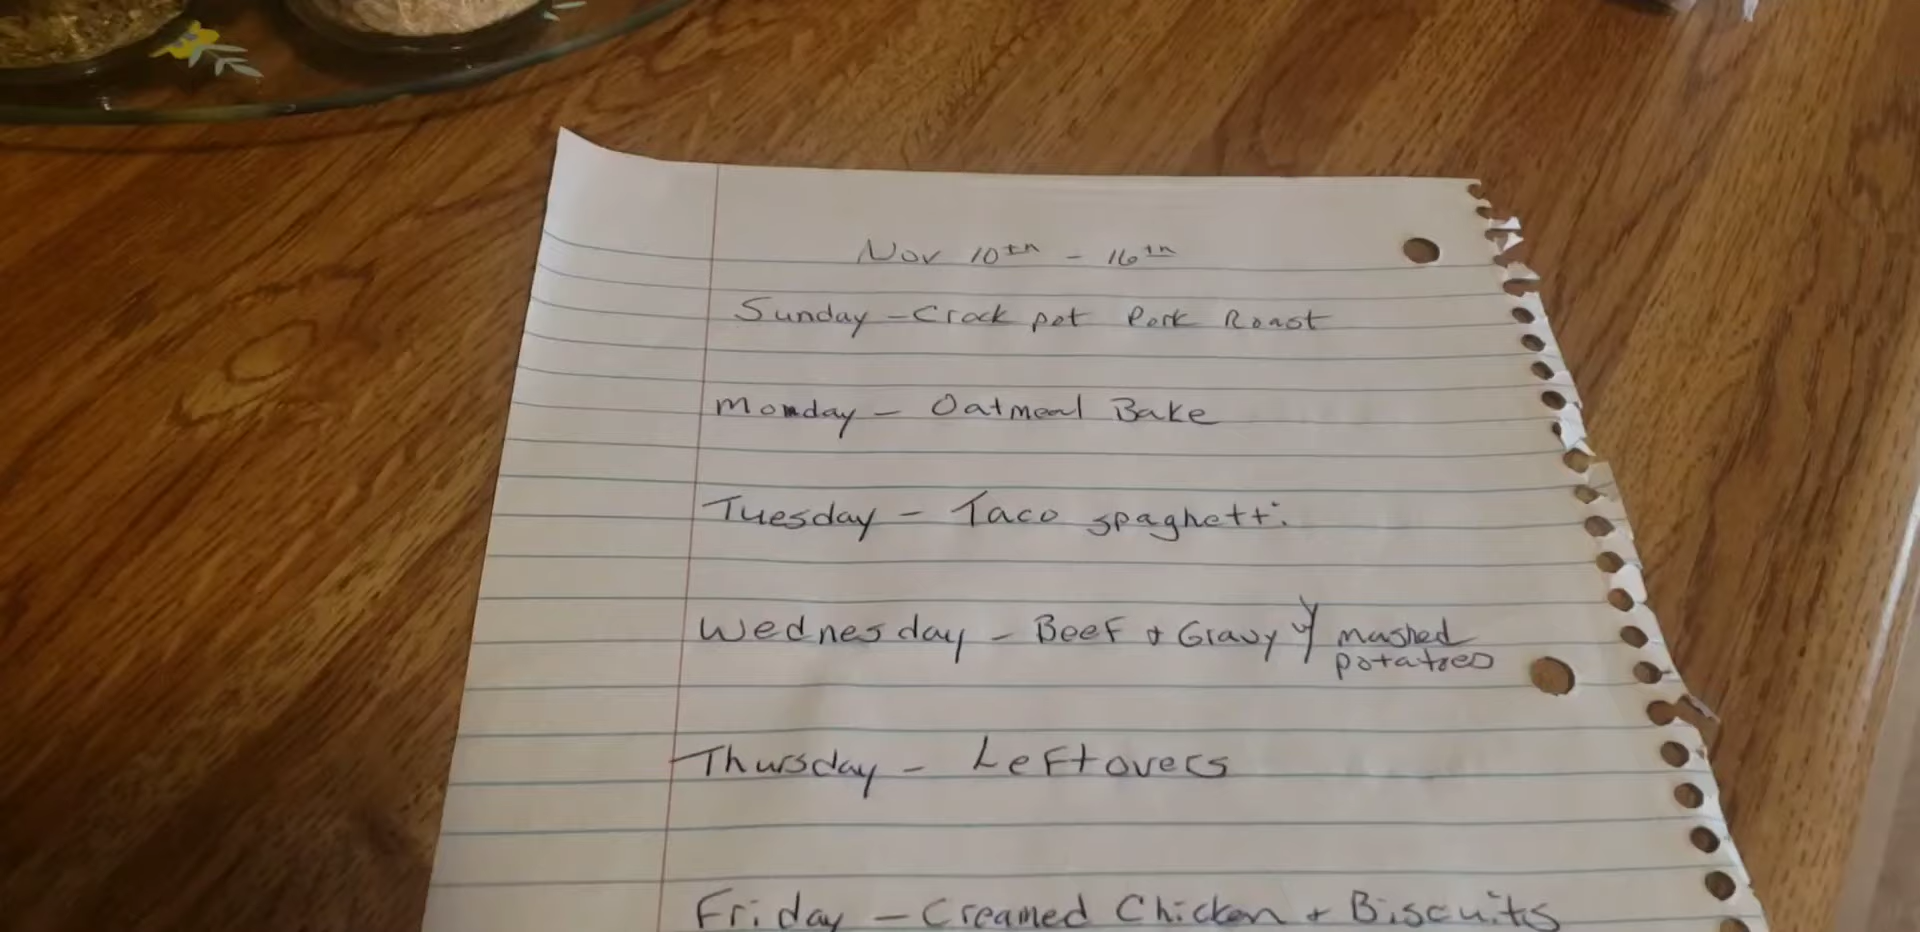 Nov 10th - 16th
Sunday - Crock pot Pork Roast
Monday - Oatmeal Bake
Tuesday - Taco spaghetti
Wednesday - Beef + Gravy w/ mashed
potatoes
Thursday - Leftovers
Friday - Creamed Chicken + Biscuits